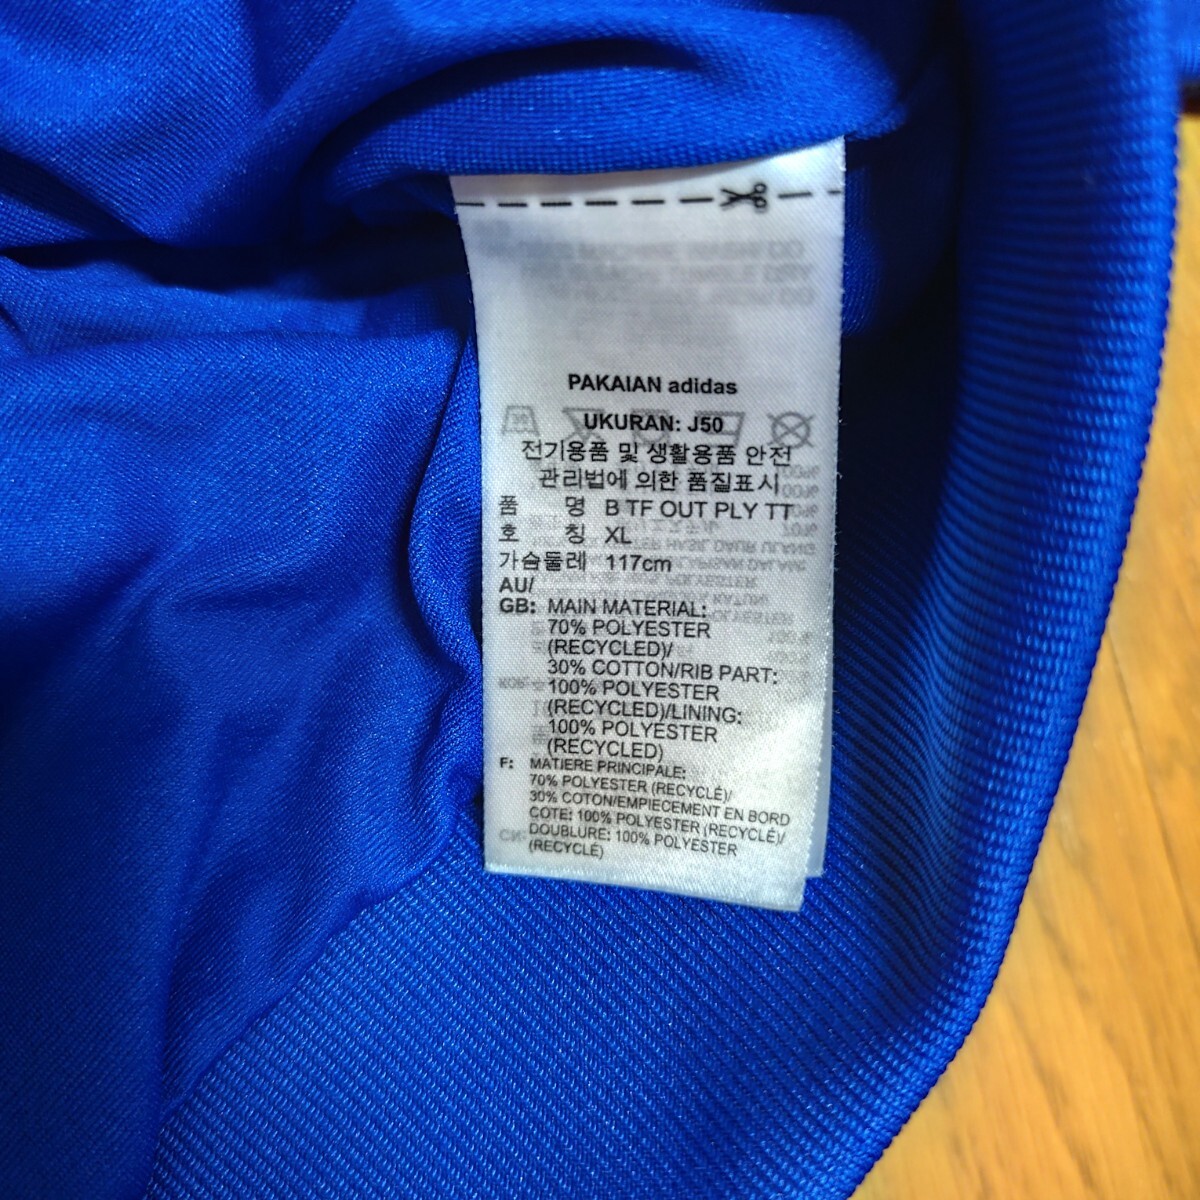 PAKAIAN adidas
UKURAN: J50
전기용품 및 생활용품 안전
관리법에 의한 품질표시
품 명 B TF OUT PLY TT
호 칭 XL
가슴둘레 117cm
AU/
GB: MAIN MATERIAL:
70% POLYESTER
(RECYCLED)/
30% COTTON/RIB PART:
100% POLYESTER
(RECYCLED)/LINING:
100% POLYESTER
(RECYCLED)
F: MATIERE PRINCIPALE:
70% POLYESTER (RECYCLÉ)/
30% COTON/EMPIECEMENT EN BORD
COTE: 100% POLYESTER (RECYCLÉ)/
DOUBLURE: 100% POLYESTER
(RECYCLÉ)